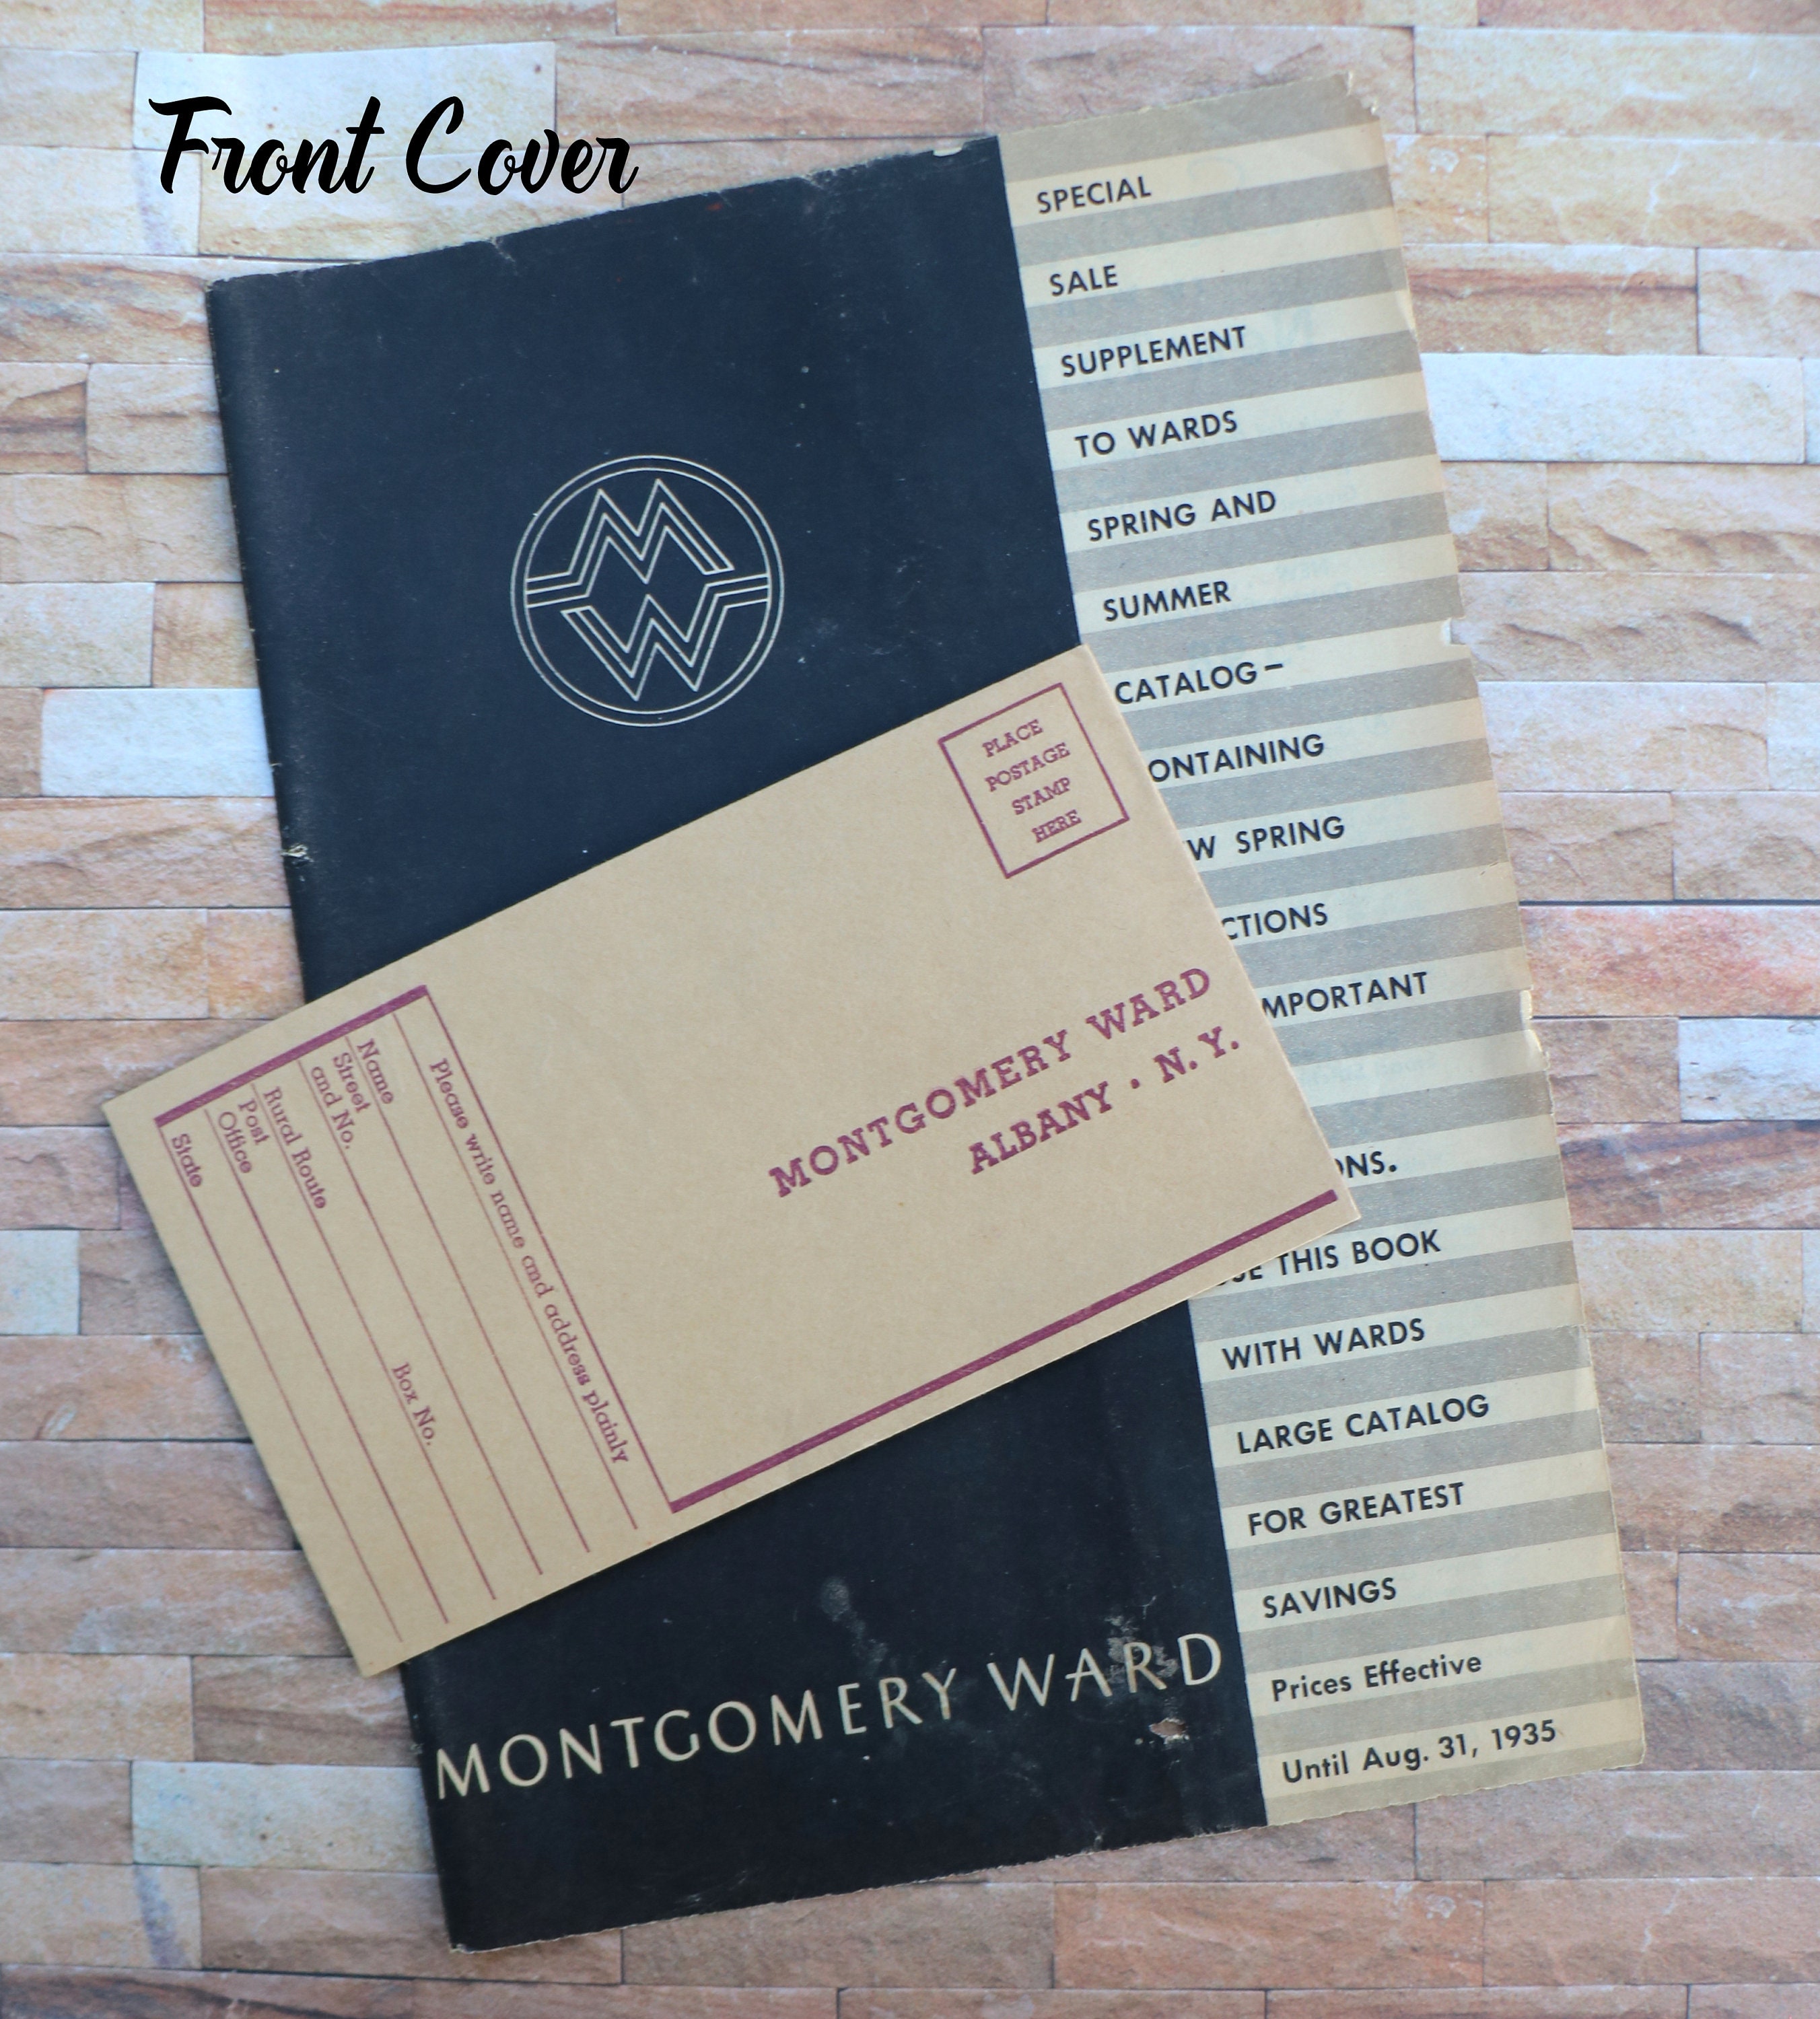 Front Cover
SPECIAL
SALE
SUPPLEMENT
TO WARDS
SPRING AND
SUMMER
CATALOG—
ONTAINING
W SPRING
CTIONS
MPORTANT
ONS.
USE THIS BOOK
WITH WARDS
LARGE CATALOG
FOR GREATEST
SAVINGS
Prices Effective
Until Aug. 31, 1935
MW
PLACE
POSTAGE
STAMP
HERE
MONTGOMERY WARD
ALBANY · N. Y.
Please write name and address plainly
Name
Street
and No.
Rural Route
Box No.
Post
Office
State
MONTGOMERY WARD